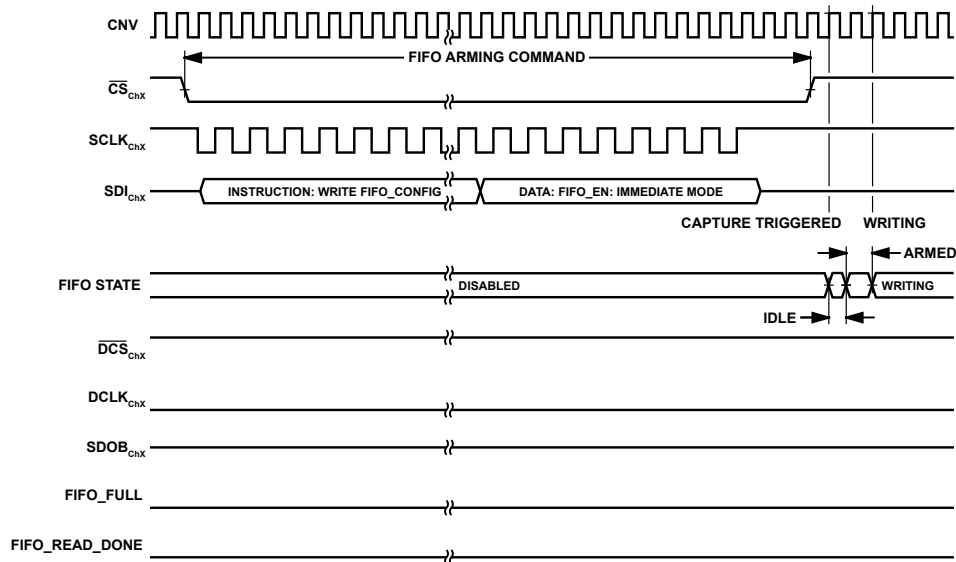 CNV
FIFO ARMING COMMAND
CS ChX
SCLK ChX
SDI ChX
INSTRUCTION: WRITE FIFO_CONFIG
DATA: FIFO_EN: IMMEDIATE MODE
CAPTURE TRIGGERED
WRITING
ARMED
FIFO STATE
DISABLED
WRITING
IDLE
DCS ChX
DCLK ChX
SDOB ChX
FIFO_FULL
FIFO_READ_DONE